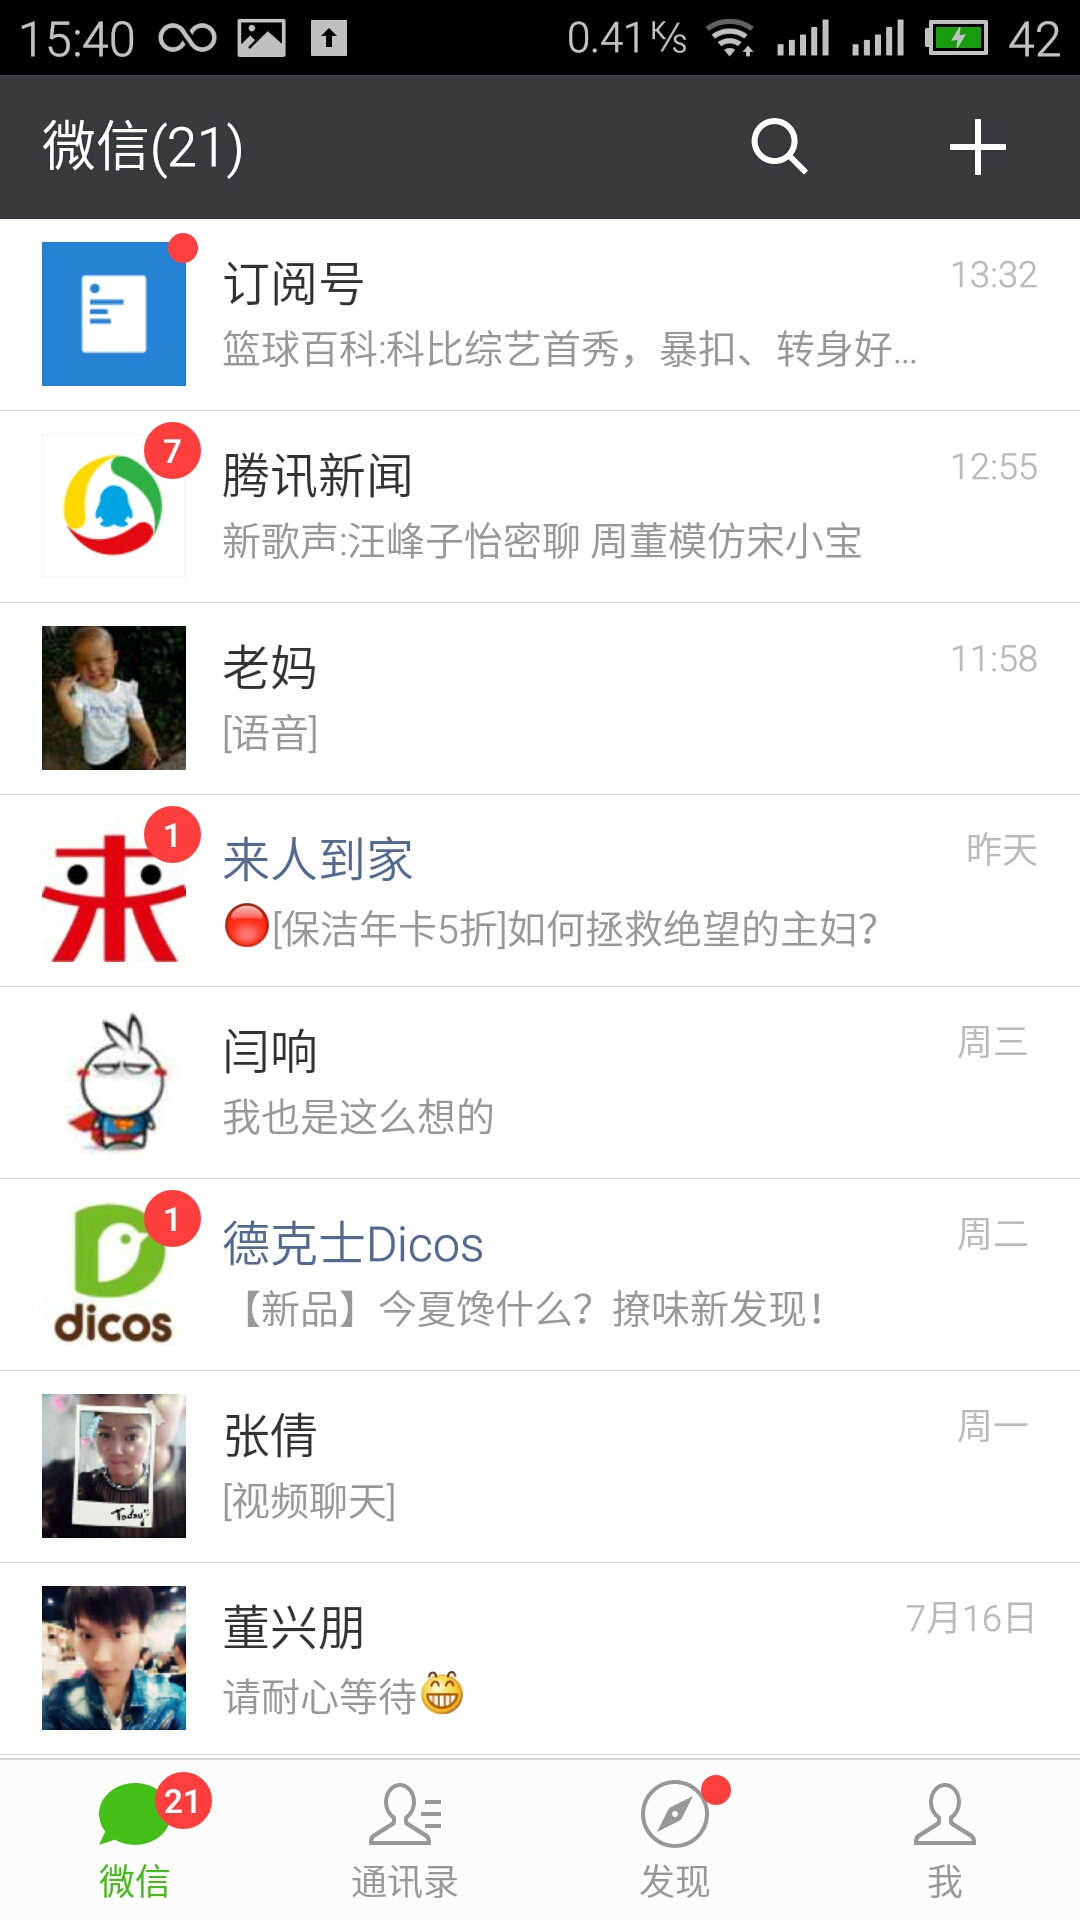 15:40 0.41K/s 42
微信(21)
订阅号 13:32
篮球百科:科比综艺首秀，暴扣、转身好...
7
腾讯新闻 12:55
新歌声:汪峰子怡密聊 周董模仿宋小宝
老妈 11:58
[语音]
1
来人到家 昨天
[保洁年卡5折]如何拯救绝望的主妇？
闫响 周三
我也是这么想的
1
德克士Dicos 周二
dicos
【新品】今夏馋什么？撩味新发现！
张倩 周一
[视频聊天]
Today
董兴朋 7月16日
请耐心等待😁
21
微信 通讯录 发现 我